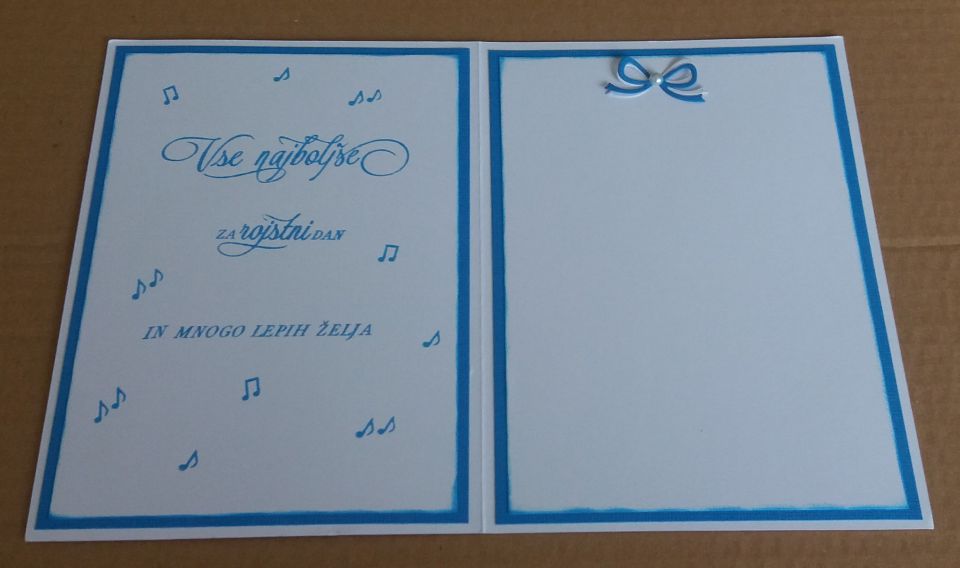 Vse najboljše
ZA rojstni DAN
IN MNOGO LEPIH ŽELJA